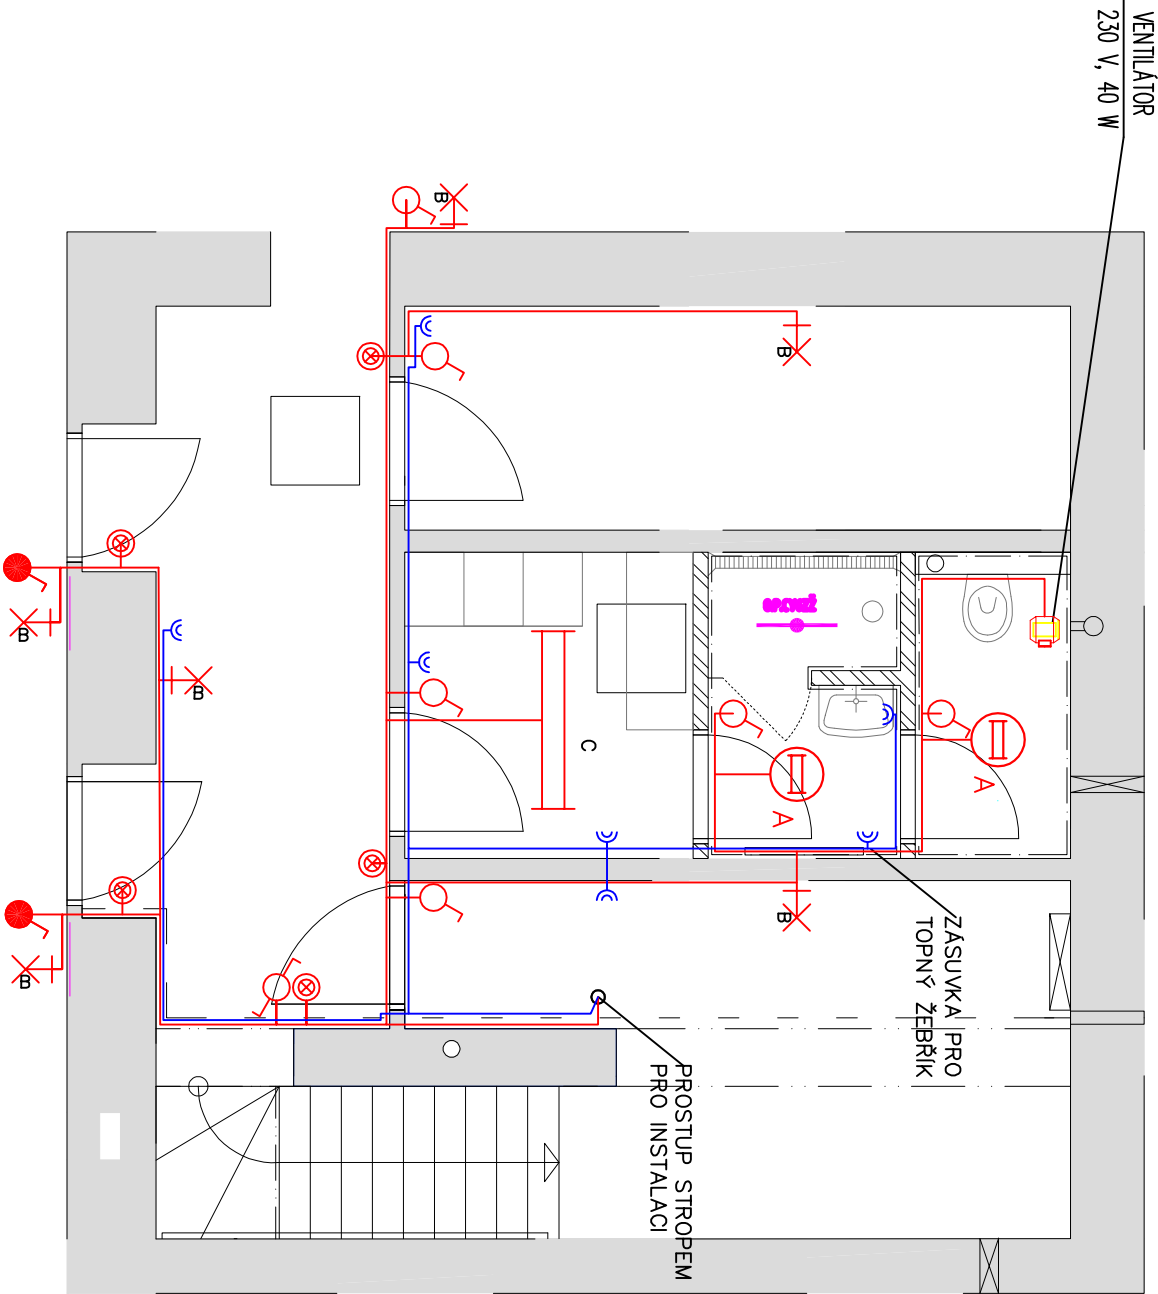 VENTILÁTOR
230 V, 40 W
B
B
B
B
B
B
C
A
A
ZÁSUVKA PRO
TOPNÝ ŽEBŘÍK
PROSTUP STROPEM
PRO INSTALACI